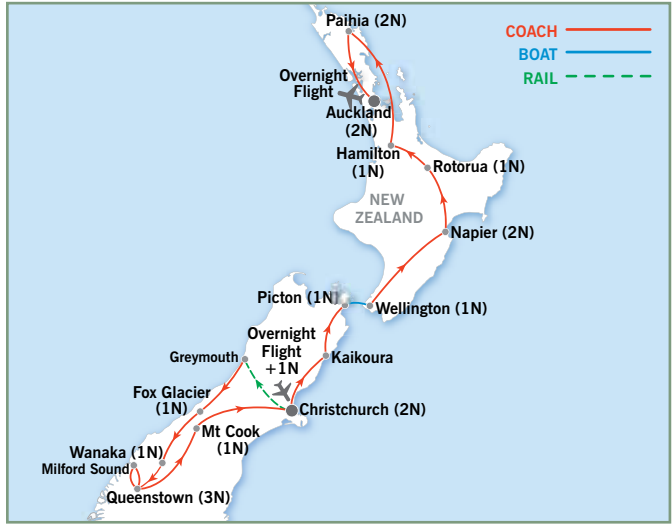 Paihia (2N)
COACH
BOAT
RAIL
Overnight
Flight
Auckland
(2N)
Hamilton
(1N)
Rotorua (1N)
NEW
ZEALAND
Napier (2N)
Picton (1N)
Wellington (1N)
Overnight
Flight
+1N
Greymouth
Kaikoura
Fox Glacier
(1N)
Christchurch (2N)
Mt Cook
(1N)
Wanaka (1N)
Milford Sound
Queenstown (3N)